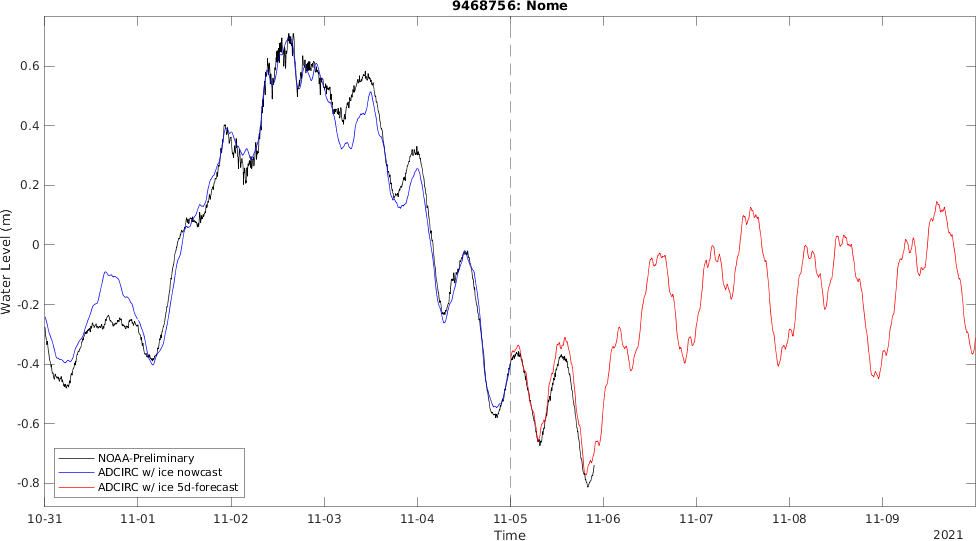 9468756: Nome
Water Level (m)
0.6
0.4
0.2
0
-0.2
-0.4
-0.6
-0.8
NOAA-Preliminary
ADCIRC w/ ice nowcast
ADCIRC w/ ice 5d-forecast
10-31 11-01 11-02 11-03 11-04 11-05 11-06 11-07 11-08 11-09
Time
2021